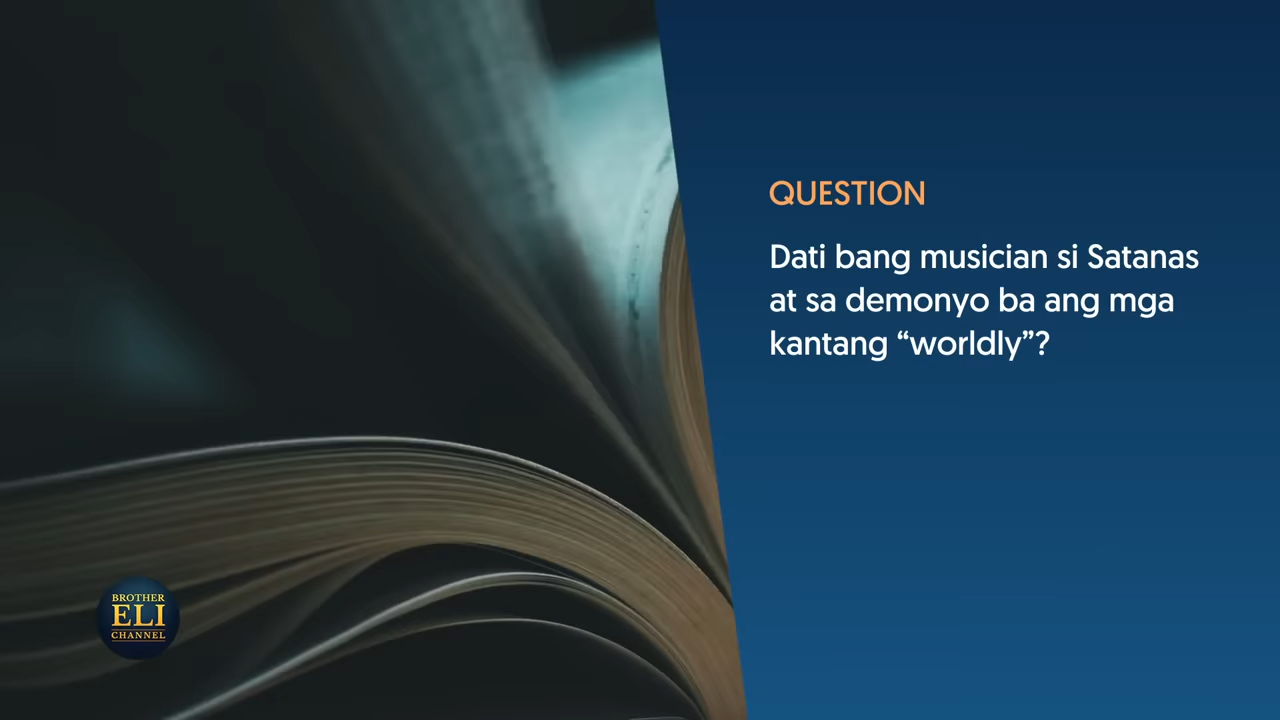 QUESTION
Dati bang musician si Satanas
at sa demonyo ba ang mga
kantang “worldly”?
BROTHER
ELI
CHANNEL